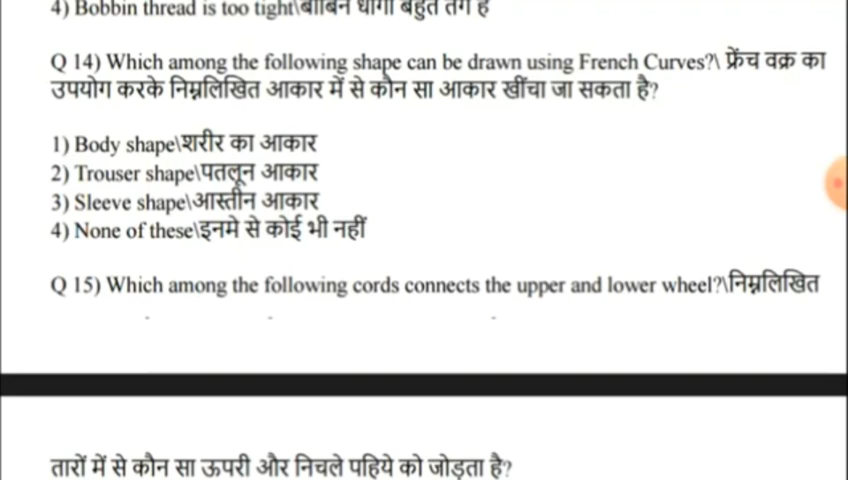 4) Bobbin thread is too tight\बॉबिन धागा बहुत तंग है
Q 14) Which among the following shape can be drawn using French Curves?\ फ्रेंच वक्र का
उपयोग करके निम्नलिखित आकार में से कौन सा आकार खींचा जा सकता है?
1) Body shape\शरीर का आकार
2) Trouser shape\पतलून आकार
3) Sleeve shape\आस्तीन आकार
4) None of these\इनमे से कोई भी नहीं
Q 15) Which among the following cords connects the upper and lower wheel?\निम्नलिखित
तारों में से कौन सा ऊपरी और निचले पहिये को जोड़ता है?